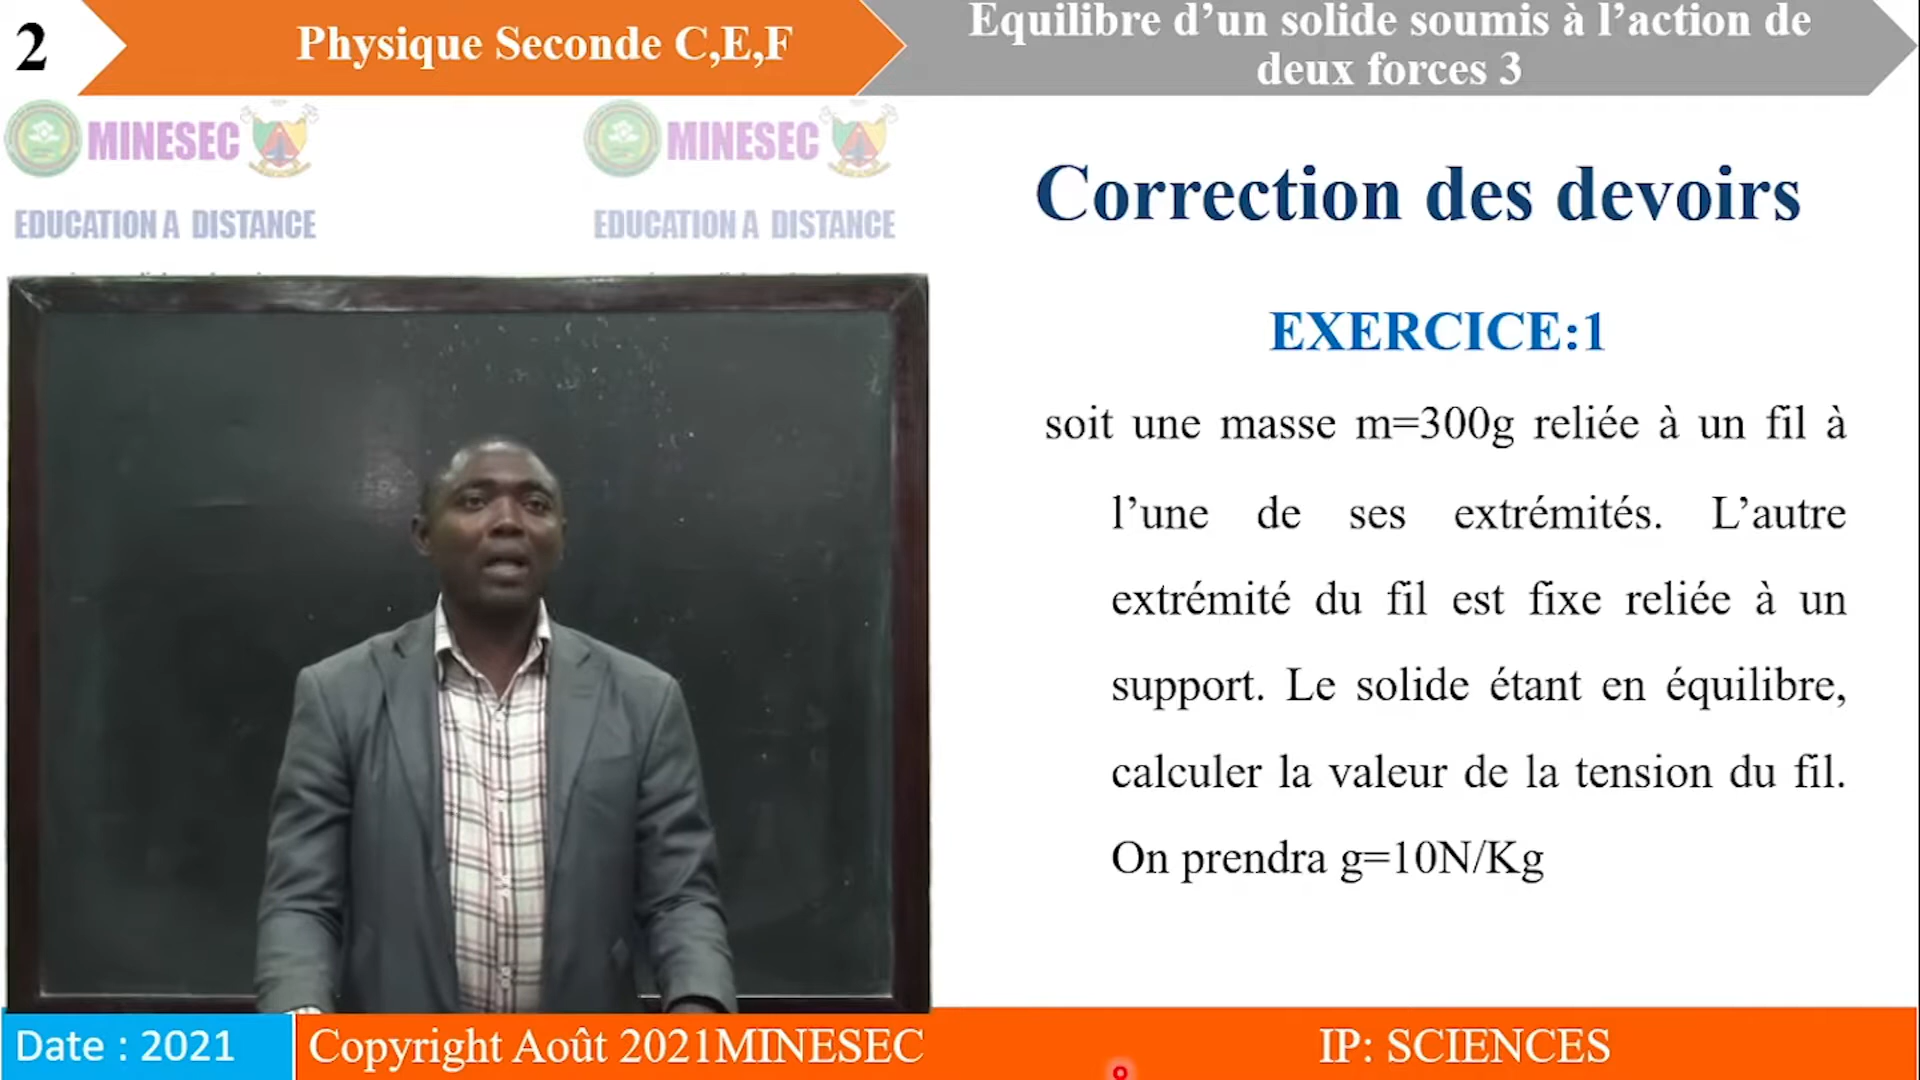 2
Physique Seconde C,E,F
Equilibre d’un solide soumis à l’action de
deux forces 3
MINESEC
EDUCATION A DISTANCE
MINESEC
EDUCATION A DISTANCE
Correction des devoirs
EXERCICE:1
soit une masse m=300g reliée à un fil à
l’une de ses extrémités. L’autre
extrémité du fil est fixe reliée à un
support. Le solide étant en équilibre,
calculer la valeur de la tension du fil.
On prendra g=10N/Kg
Date : 2021
Copyright Août 2021MINESEC
IP: SCIENCES